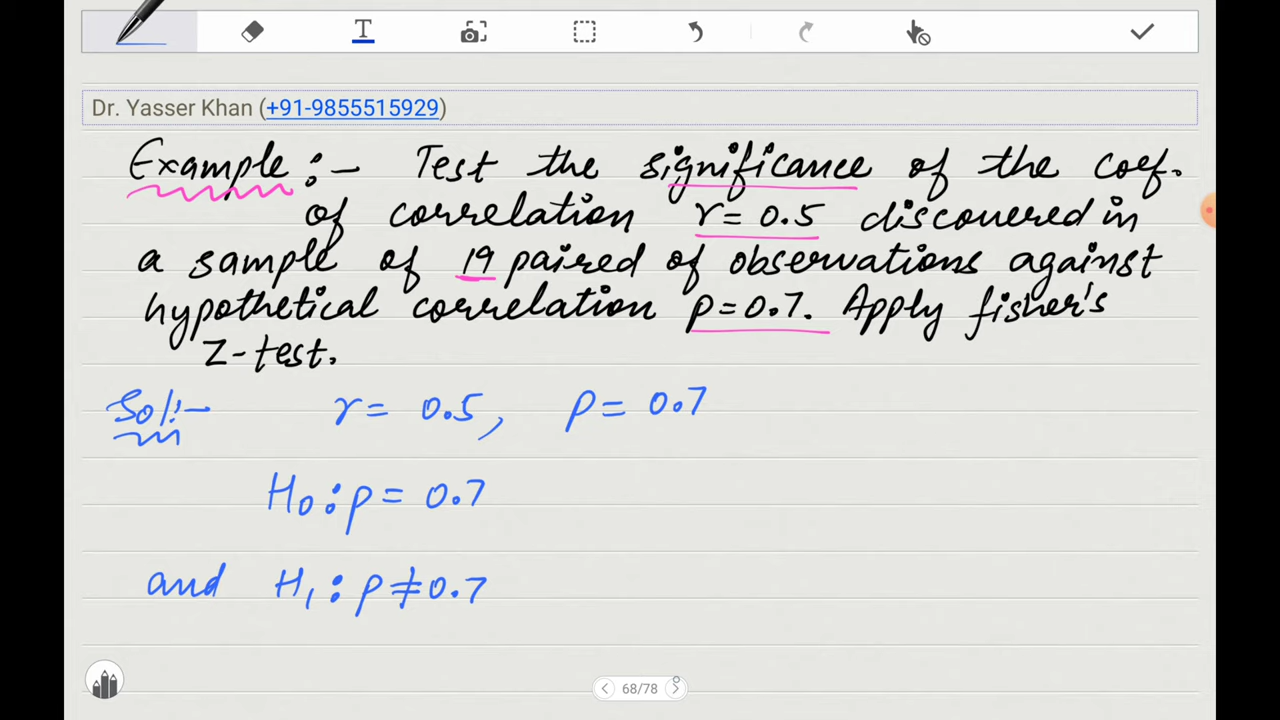 T
Dr. Yasser Khan (+91-9855515929)
Example :- Test the significance of the coef.
of correlation r = 0.5 discovered in
a sample of 19 paired of observations against
hypothetical correlation ρ = 0.7. Apply fisher's
Z-test.
Sol:- r = 0.5, ρ = 0.7
H₀ : ρ = 0.7
and H₁ : ρ ≠ 0.7
68/78